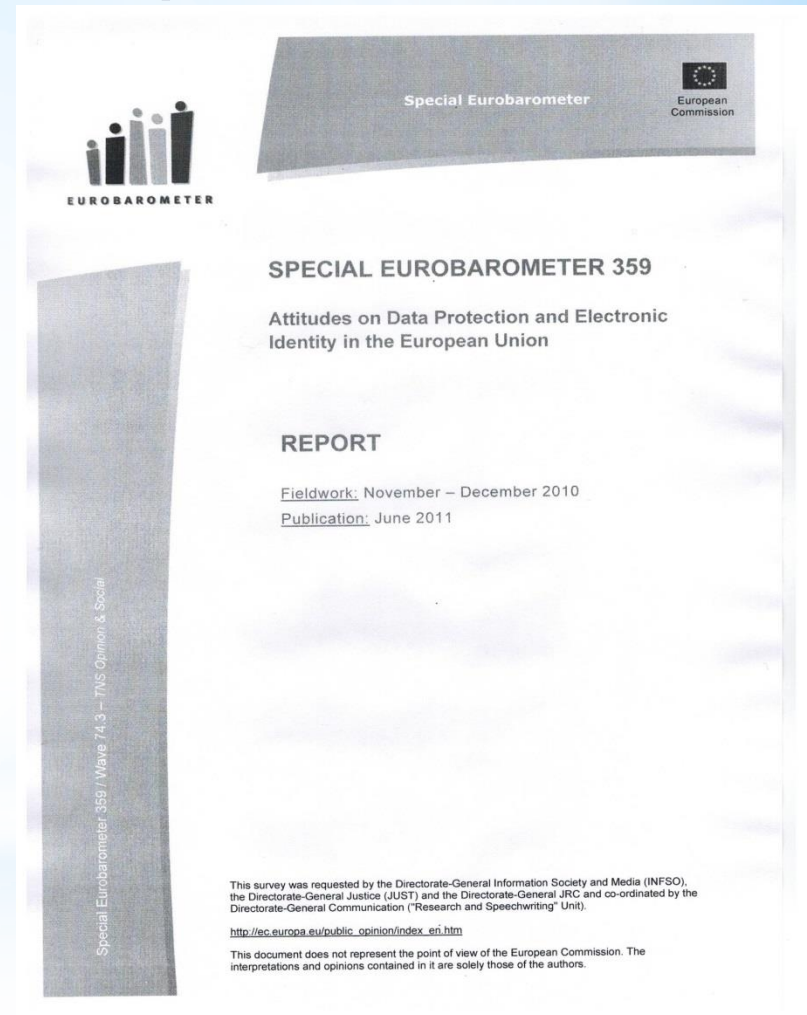 Special Eurobarometer
European
Commission
EUROBAROMETER
SPECIAL EUROBAROMETER 359
Attitudes on Data Protection and Electronic
Identity in the European Union
REPORT
Fieldwork: November – December 2010
Publication: June 2011
Special Eurobarometer 359 / Wave 74.3 – TNS Opinion & Social
This survey was requested by the Directorate-General Information Society and Media (INFSO),
the Directorate-General Justice (JUST) and the Directorate-General JRC and co-ordinated by the
Directorate-General Communication ("Research and Speechwriting" Unit).
http://ec.europa.eu/public_opinion/index_en.htm
This document does not represent the point of view of the European Commission. The
interpretations and opinions contained in it are solely those of the authors.